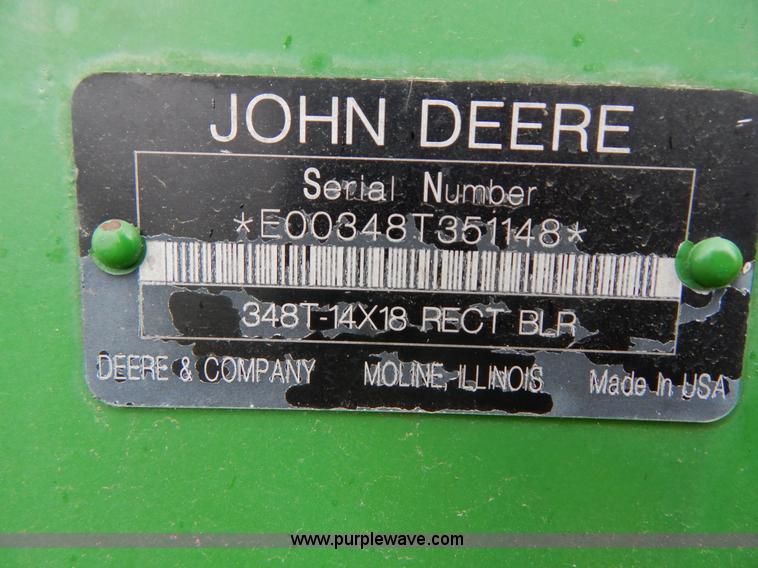 JOHN DEERE
Serial Number
*E00348T351148*
348T-14X18 RECT BLR
DEERE & COMPANY MOLINE, ILLINOIS Made In USA
www.purplewave.com